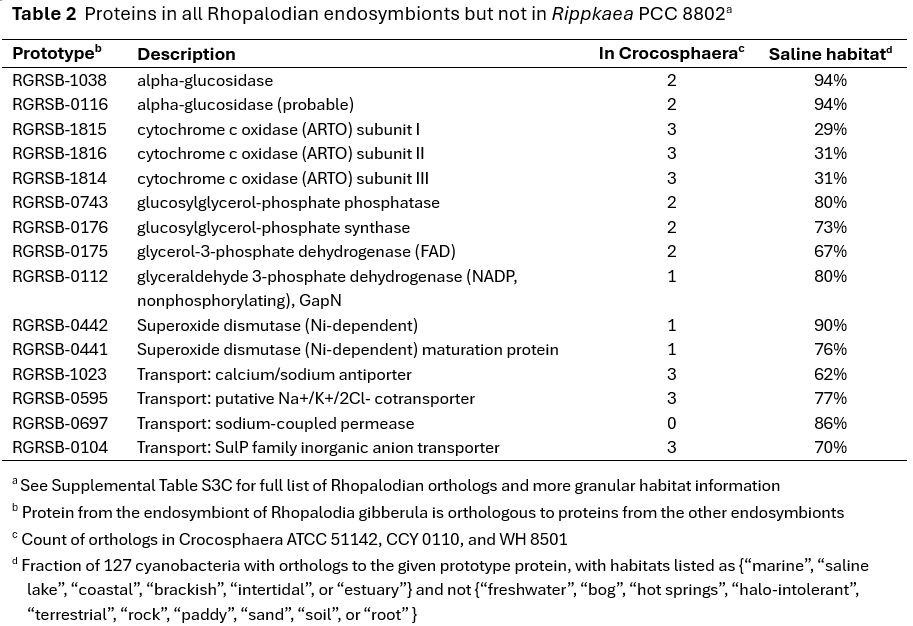 Table 2 Proteins in all Rhopalodian endosymbionts but not in Rippkaea PCC 8802a
Prototypeb Description In Crocosphaerac Saline habitatd
RGRSB-1038 alpha-glucosidase 2 94%
RGRSB-0116 alpha-glucosidase (probable) 2 94%
RGRSB-1815 cytochrome c oxidase (ARTO) subunit I 3 29%
RGRSB-1816 cytochrome c oxidase (ARTO) subunit II 3 31%
RGRSB-1814 cytochrome c oxidase (ARTO) subunit III 3 31%
RGRSB-0743 glucosylglycerol-phosphate phosphatase 2 80%
RGRSB-0176 glucosylglycerol-phosphate synthase 2 73%
RGRSB-0175 glycerol-3-phosphate dehydrogenase (FAD) 2 67%
RGRSB-0112 glyceraldehyde 3-phosphate dehydrogenase (NADP, 1 80%
nonphosphorylating), GapN
RGRSB-0442 Superoxide dismutase (Ni-dependent) 1 90%
RGRSB-0441 Superoxide dismutase (Ni-dependent) maturation protein 1 76%
RGRSB-1023 Transport: calcium/sodium antiporter 3 62%
RGRSB-0595 Transport: putative Na+/K+/2Cl- cotransporter 3 77%
RGRSB-0697 Transport: sodium-coupled permease 0 86%
RGRSB-0104 Transport: SulP family inorganic anion transporter 3 70%
a See Supplemental Table S3C for full list of Rhopalodian orthologs and more granular habitat information
b Protein from the endosymbiont of Rhopalodia gibberula is orthologous to proteins from the other endosymbionts
c Count of orthologs in Crocosphaera ATCC 51142, CCY 0110, and WH 8501
d Fraction of 127 cyanobacteria with orthologs to the given prototype protein, with habitats listed as {“marine”, “saline
lake”, “coastal”, “brackish”, “intertidal”, or “estuary”} and not {“freshwater”, “bog”, “hot springs”, “halo-intolerant”,
“terrestrial”, “rock”, “paddy”, “sand”, “soil”, or “root” }